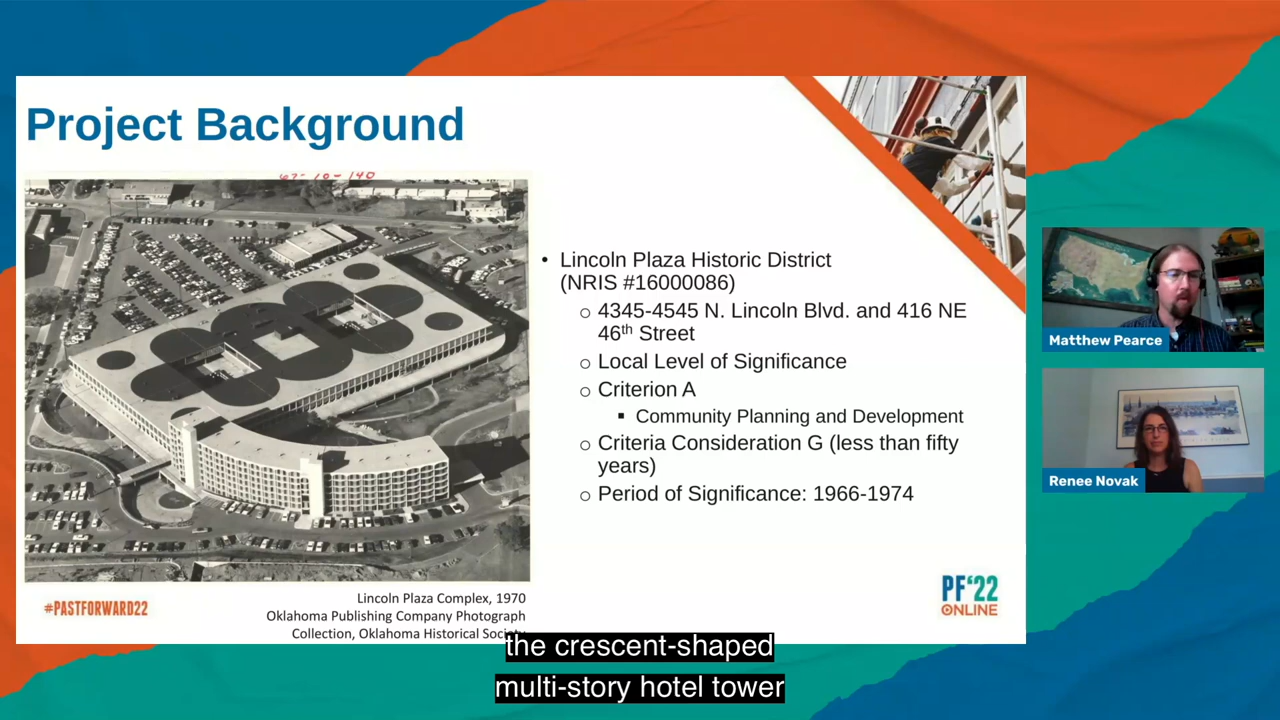 Project Background
67-10-140
• Lincoln Plaza Historic District
(NRIS #16000086)
o 4345-4545 N. Lincoln Blvd. and 416 NE
46th Street
o Local Level of Significance
o Criterion A
▪ Community Planning and Development
o Criteria Consideration G (less than fifty
years)
o Period of Significance: 1966-1974
#PASTFORWARD22
Lincoln Plaza Complex, 1970
Oklahoma Publishing Company Photograph
Collection, Oklahoma Historical Society
PF'22
ONLINE
Matthew Pearce
Renee Novak
the crescent-shaped
multi-story hotel tower